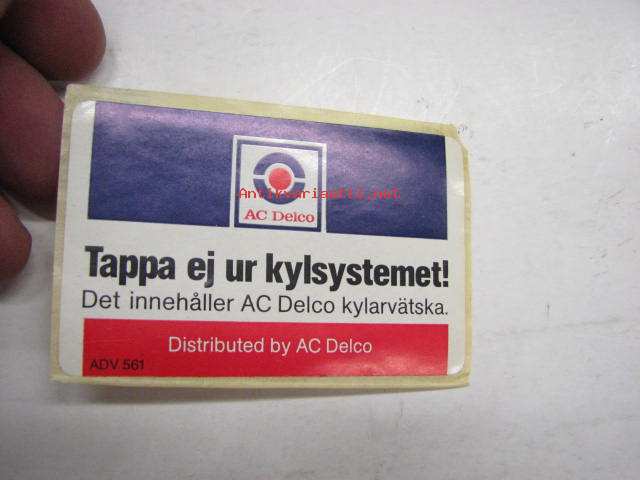 Antikvariaatti.net
AC Delco
Tappa ej ur kylsystemet!
Det innehåller AC Delco kylarvätska.
Distributed by AC Delco
ADV 561